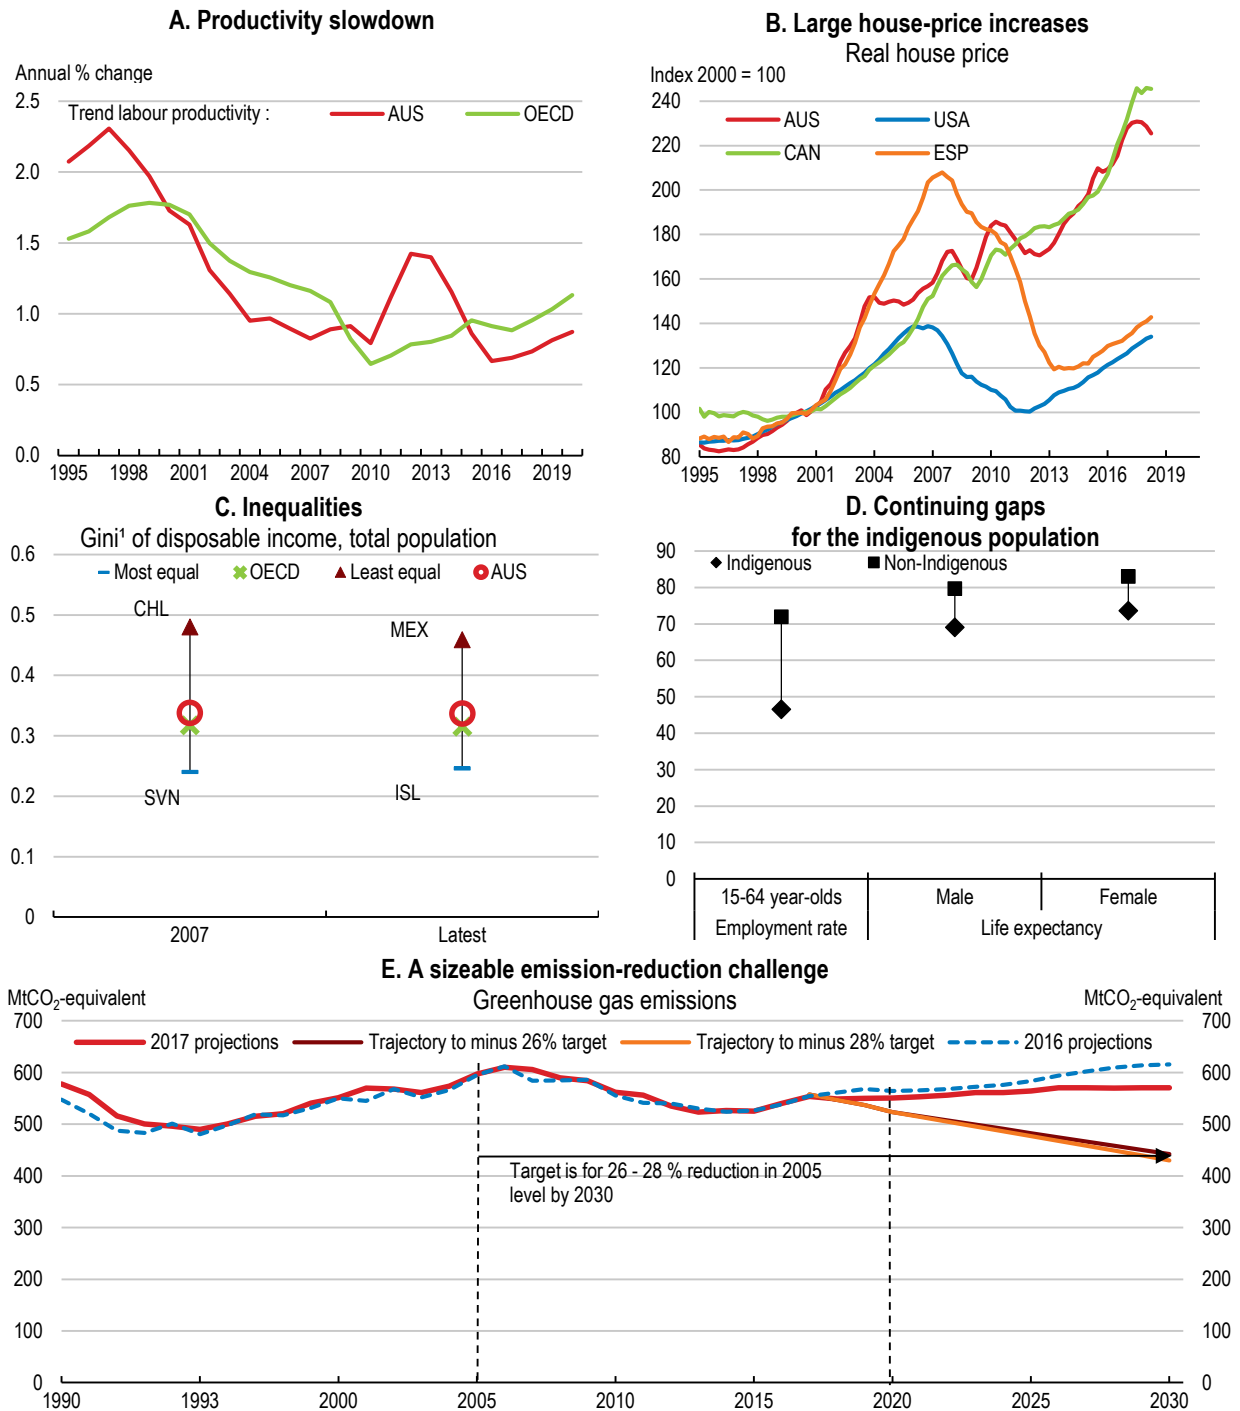 A. Productivity slowdown
Annual % change
Trend labour productivity :
AUS
OECD
2.5
2.0
1.5
1.0
0.5
0.0
1995 1998 2001 2004 2007 2010 2013 2016 2019
B. Large house-price increases
Real house price
Index 2000 = 100
AUS
USA
CAN
ESP
240
220
200
180
160
140
120
100
80
1995 1998 2001 2004 2007 2010 2013 2016 2019
C. Inequalities
Gini¹ of disposable income, total population
Most equal
OECD
Least equal
AUS
0.6
0.5
0.4
0.3
0.2
0.1
0
CHL
MEX
SVN
ISL
2007
Latest
D. Continuing gaps
for the indigenous population
Indigenous
Non-Indigenous
90
80
70
60
50
40
30
20
10
0
15-64 year-olds
Male
Female
Employment rate
Life expectancy
E. A sizeable emission-reduction challenge
MtCO₂-equivalent
Greenhouse gas emissions
MtCO₂-equivalent
2017 projections
Trajectory to minus 26% target
Trajectory to minus 28% target
2016 projections
700 700
600 600
500 500
400 400
300 300
200 200
100 100
0 0
Target is for 26 - 28 % reduction in 2005
level by 2030
1990 1993 2000 2005 2010 2015 2020 2025 2030